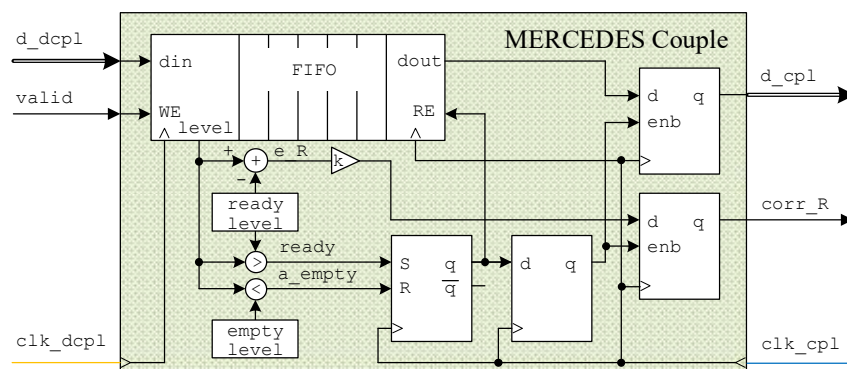 MERCEDES Couple
d_dcpl
din
FIFO
dout
d q
d_cpl
valid
WE
RE
enb
level
+
+
e_R
k
−
ready
level
d q
corr_R
enb
ready
>
S q
d q
a_empty
<
R q
empty
level
clk_dcpl
clk_cpl